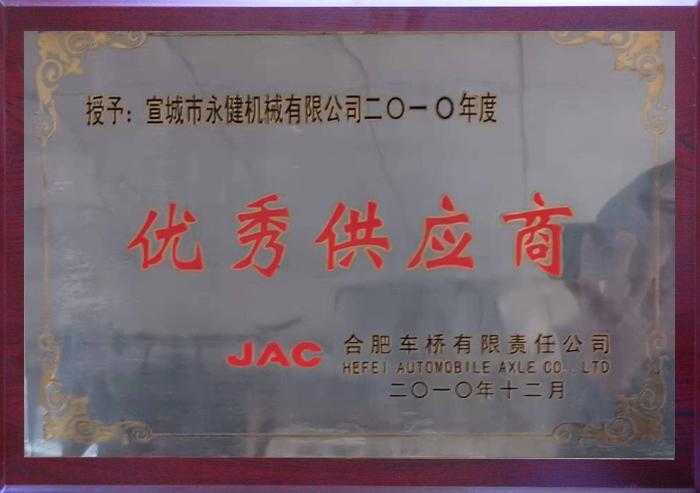 授予：宣城市永健机械有限公司二〇一〇年度
优秀供应商
JAC 合肥车桥有限责任公司
HEFEI AUTOMOBILE AXLE CO.,LTD
二〇一〇年十二月